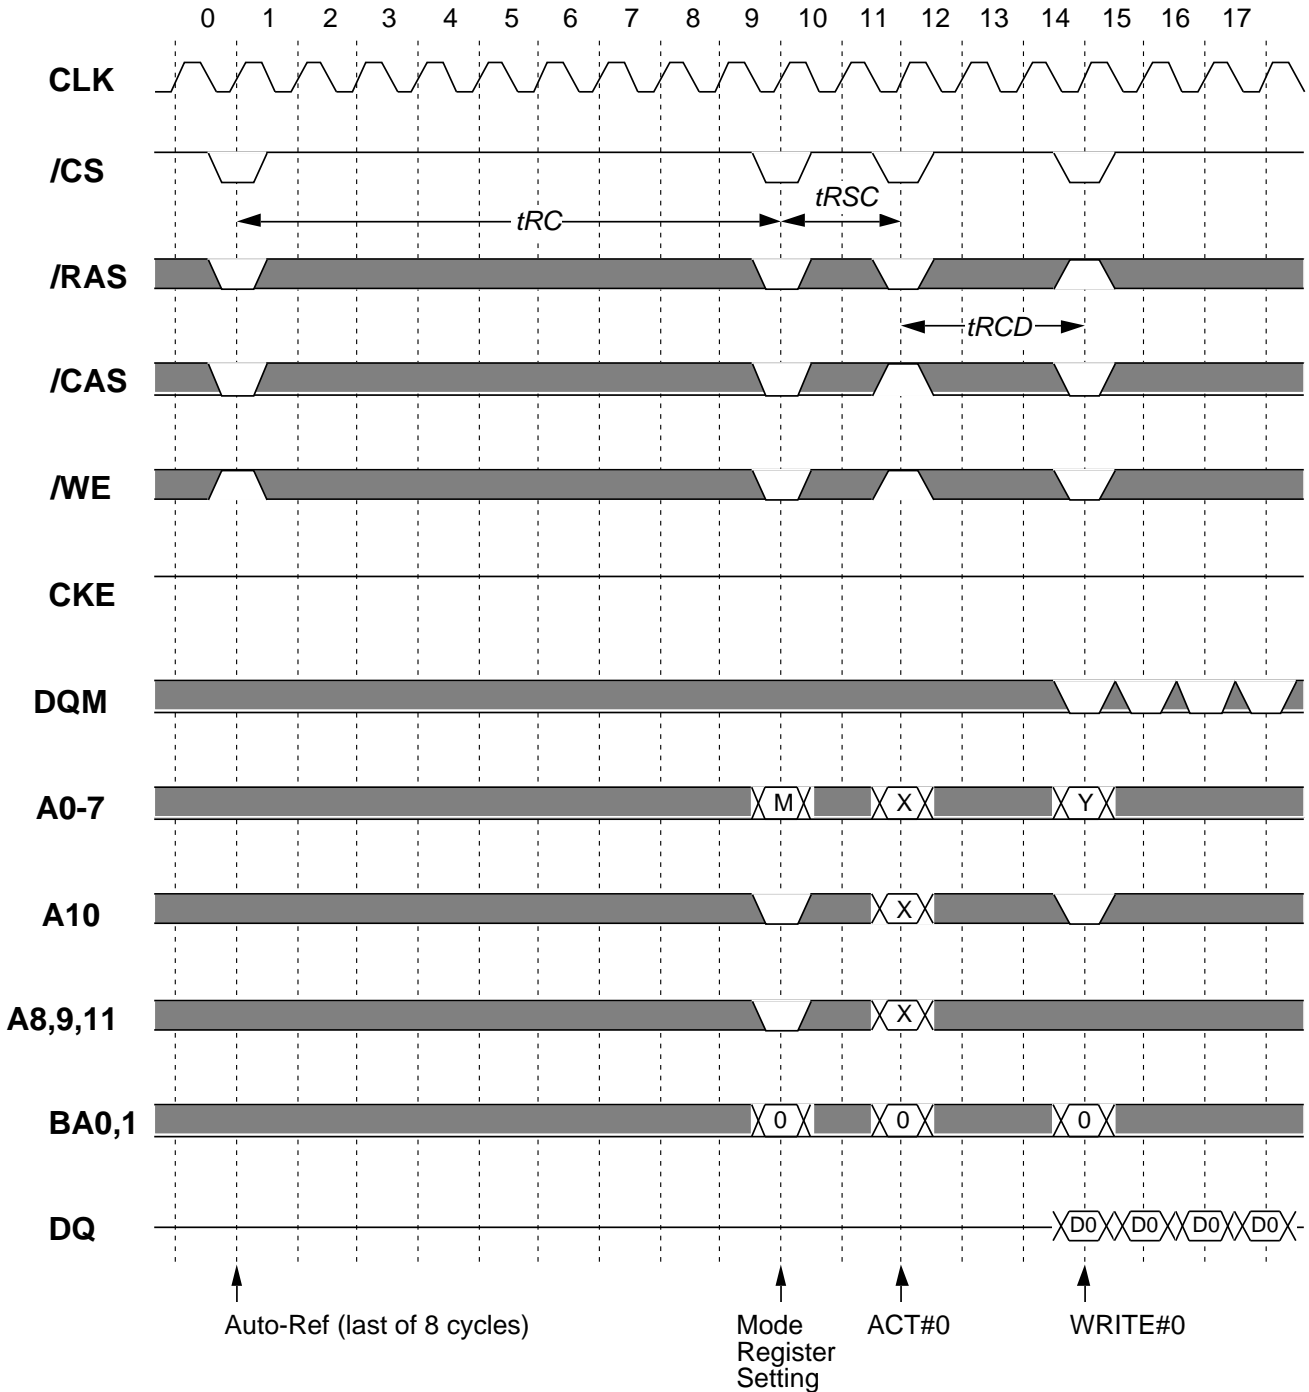 0 1 2 3 4 5 6 7 8 9 10 11 12 13 14 15 16 17
CLK
/CS
tRSC
tRC
/RAS
tRCD
/CAS
/WE
CKE
DQM
A0-7 M X Y
A10 X
A8,9,11 X
BA0,1 0 0 0
DQ D0 D0 D0 D0
Auto-Ref (last of 8 cycles) Mode ACT#0 WRITE#0
Register
Setting